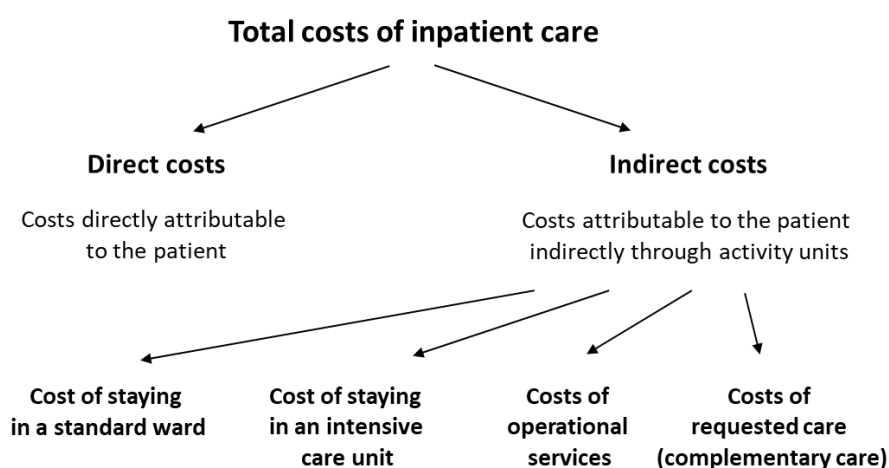 Total costs of inpatient care
Direct costs
Indirect costs
Costs directly attributable
to the patient
Costs attributable to the patient
indirectly through activity units
Cost of staying
in a standard ward
Cost of staying
in an intensive
care unit
Costs of
operational
services
Costs of
requested care
(complementary care)